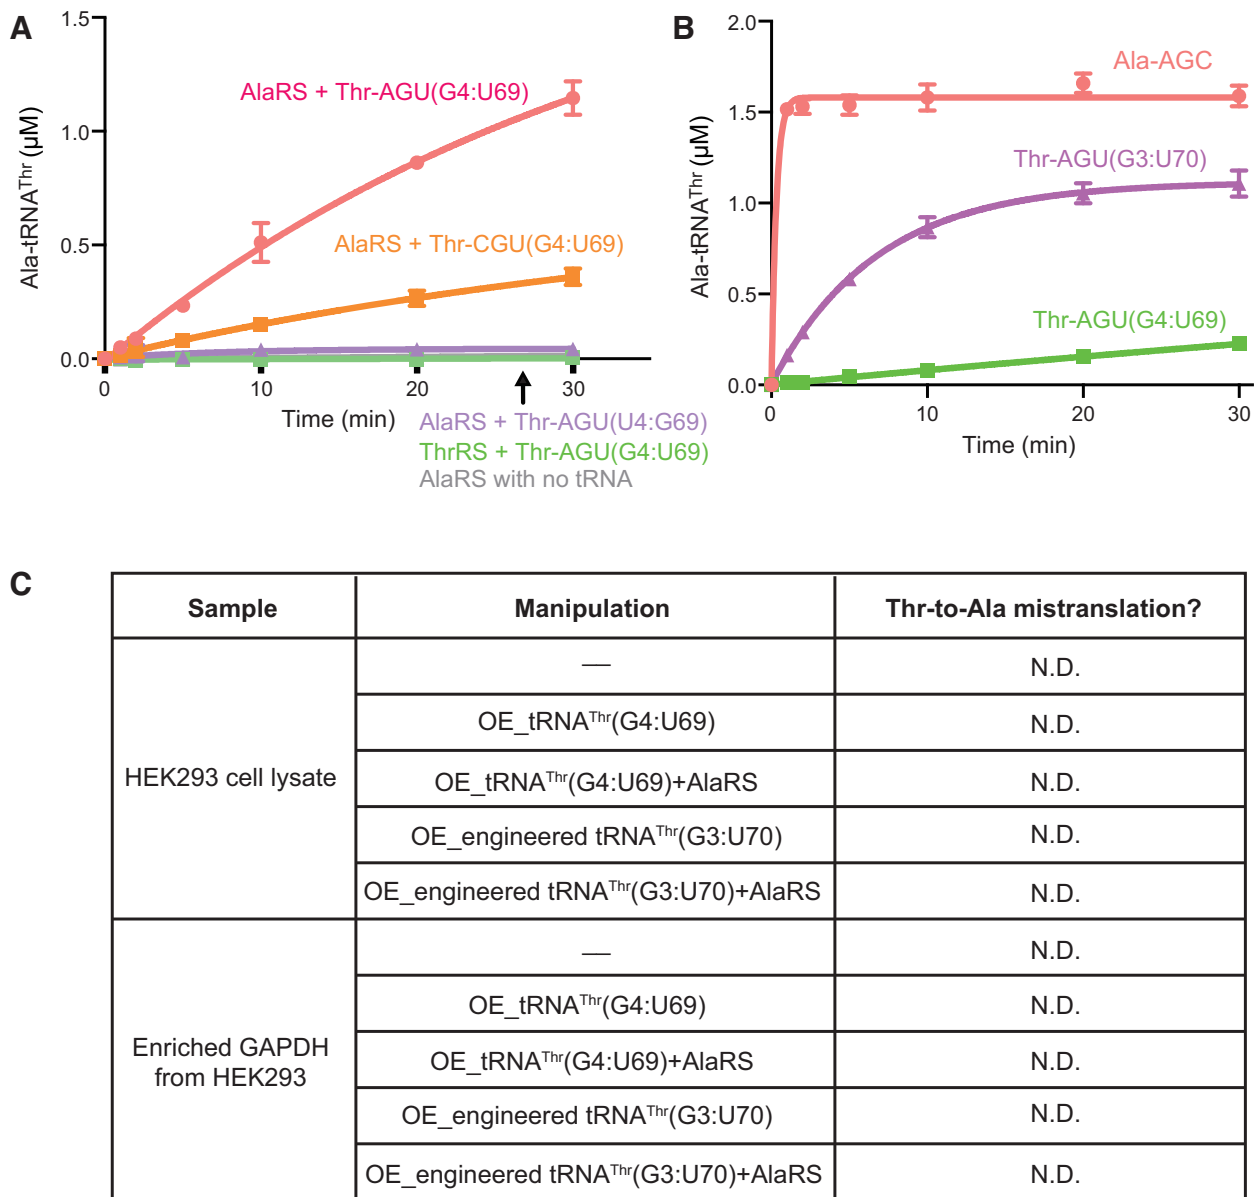 A
1.5
1.0
0.5
0.0
Ala-tRNAThr (µM)
AlaRS + Thr-AGU(G4:U69)
AlaRS + Thr-CGU(G4:U69)
0 10 20 30
Time (min)
AlaRS + Thr-AGU(U4:G69)
ThrRS + Thr-AGU(G4:U69)
AlaRS with no tRNA
B
2.0
1.5
1.0
0.5
0.0
Ala-tRNAThr (µM)
Ala-AGC
Thr-AGU(G3:U70)
Thr-AGU(G4:U69)
0 10 20 30
Time (min)
C
Sample Manipulation Thr-to-Ala mistranslation?
HEK293 cell lysate
— N.D.
OE_tRNAThr(G4:U69) N.D.
OE_tRNAThr(G4:U69)+AlaRS N.D.
OE_engineered tRNAThr(G3:U70) N.D.
OE_engineered tRNAThr(G3:U70)+AlaRS N.D.
Enriched GAPDH
from HEK293
— N.D.
OE_tRNAThr(G4:U69) N.D.
OE_tRNAThr(G4:U69)+AlaRS N.D.
OE_engineered tRNAThr(G3:U70) N.D.
OE_engineered tRNAThr(G3:U70)+AlaRS N.D.